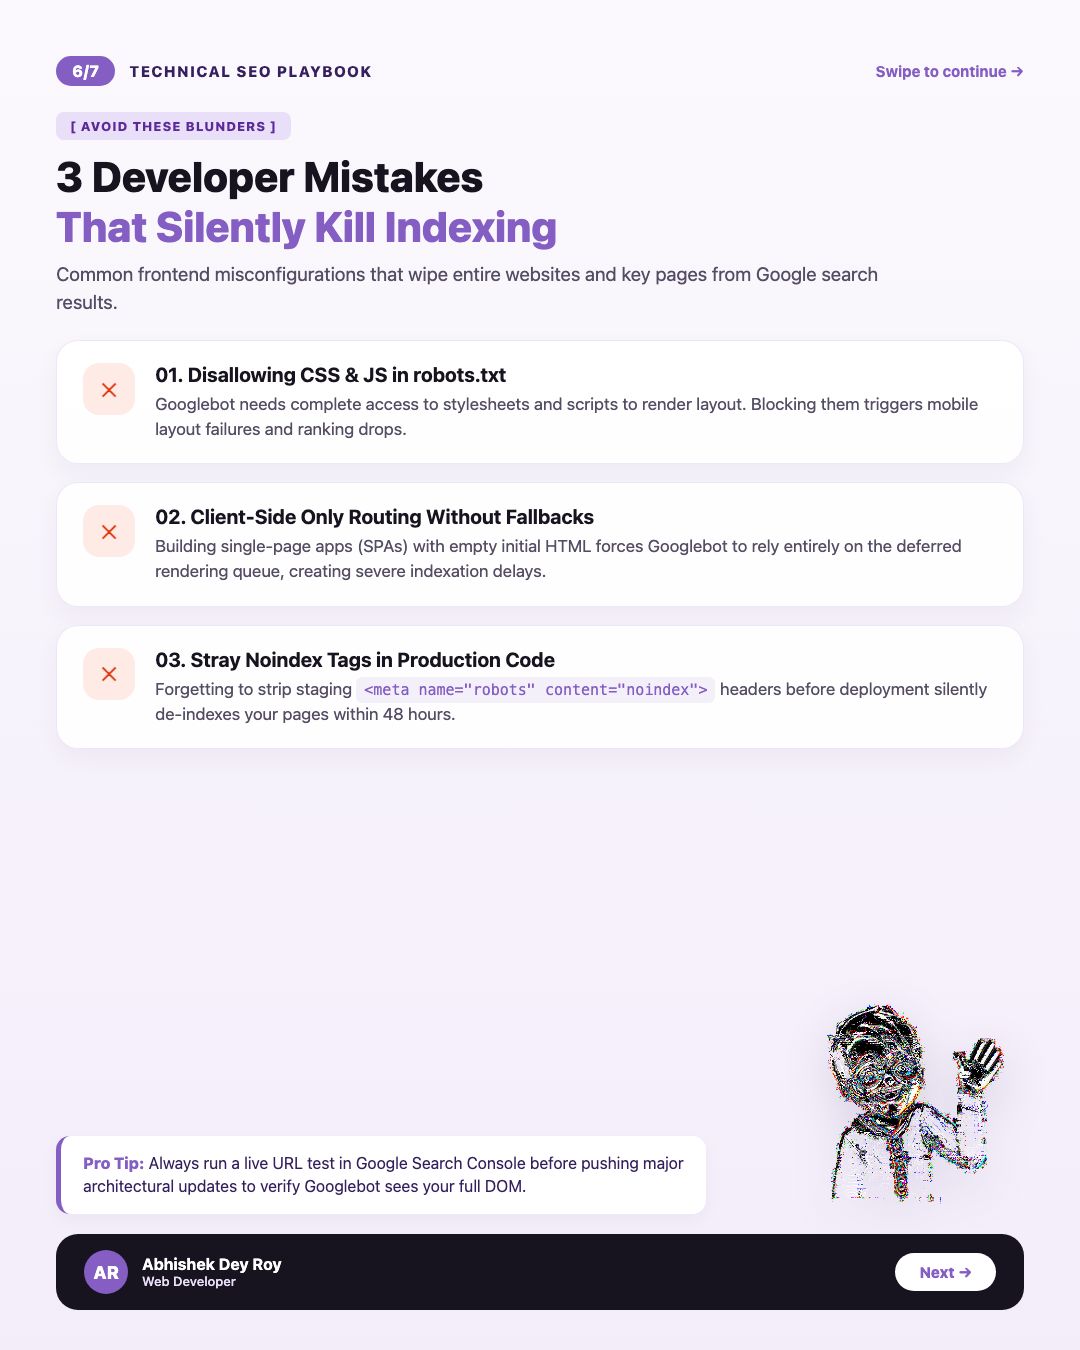 6/7 TECHNICAL SEO PLAYBOOK
Swipe to continue →
[ AVOID THESE BLUNDERS ]
3 Developer Mistakes
That Silently Kill Indexing
Common frontend misconfigurations that wipe entire websites and key pages from Google search
results.
01. Disallowing CSS & JS in robots.txt
Googlebot needs complete access to stylesheets and scripts to render layout. Blocking them triggers mobile
layout failures and ranking drops.
02. Client-Side Only Routing Without Fallbacks
Building single-page apps (SPAs) with empty initial HTML forces Googlebot to rely entirely on the deferred
rendering queue, creating severe indexation delays.
03. Stray Noindex Tags in Production Code
Forgetting to strip staging <meta name="robots" content="noindex"> headers before deployment silently
de-indexes your pages within 48 hours.
Pro Tip: Always run a live URL test in Google Search Console before pushing major
architectural updates to verify Googlebot sees your full DOM.
AR
Abhishek Dey Roy
Web Developer
Next →